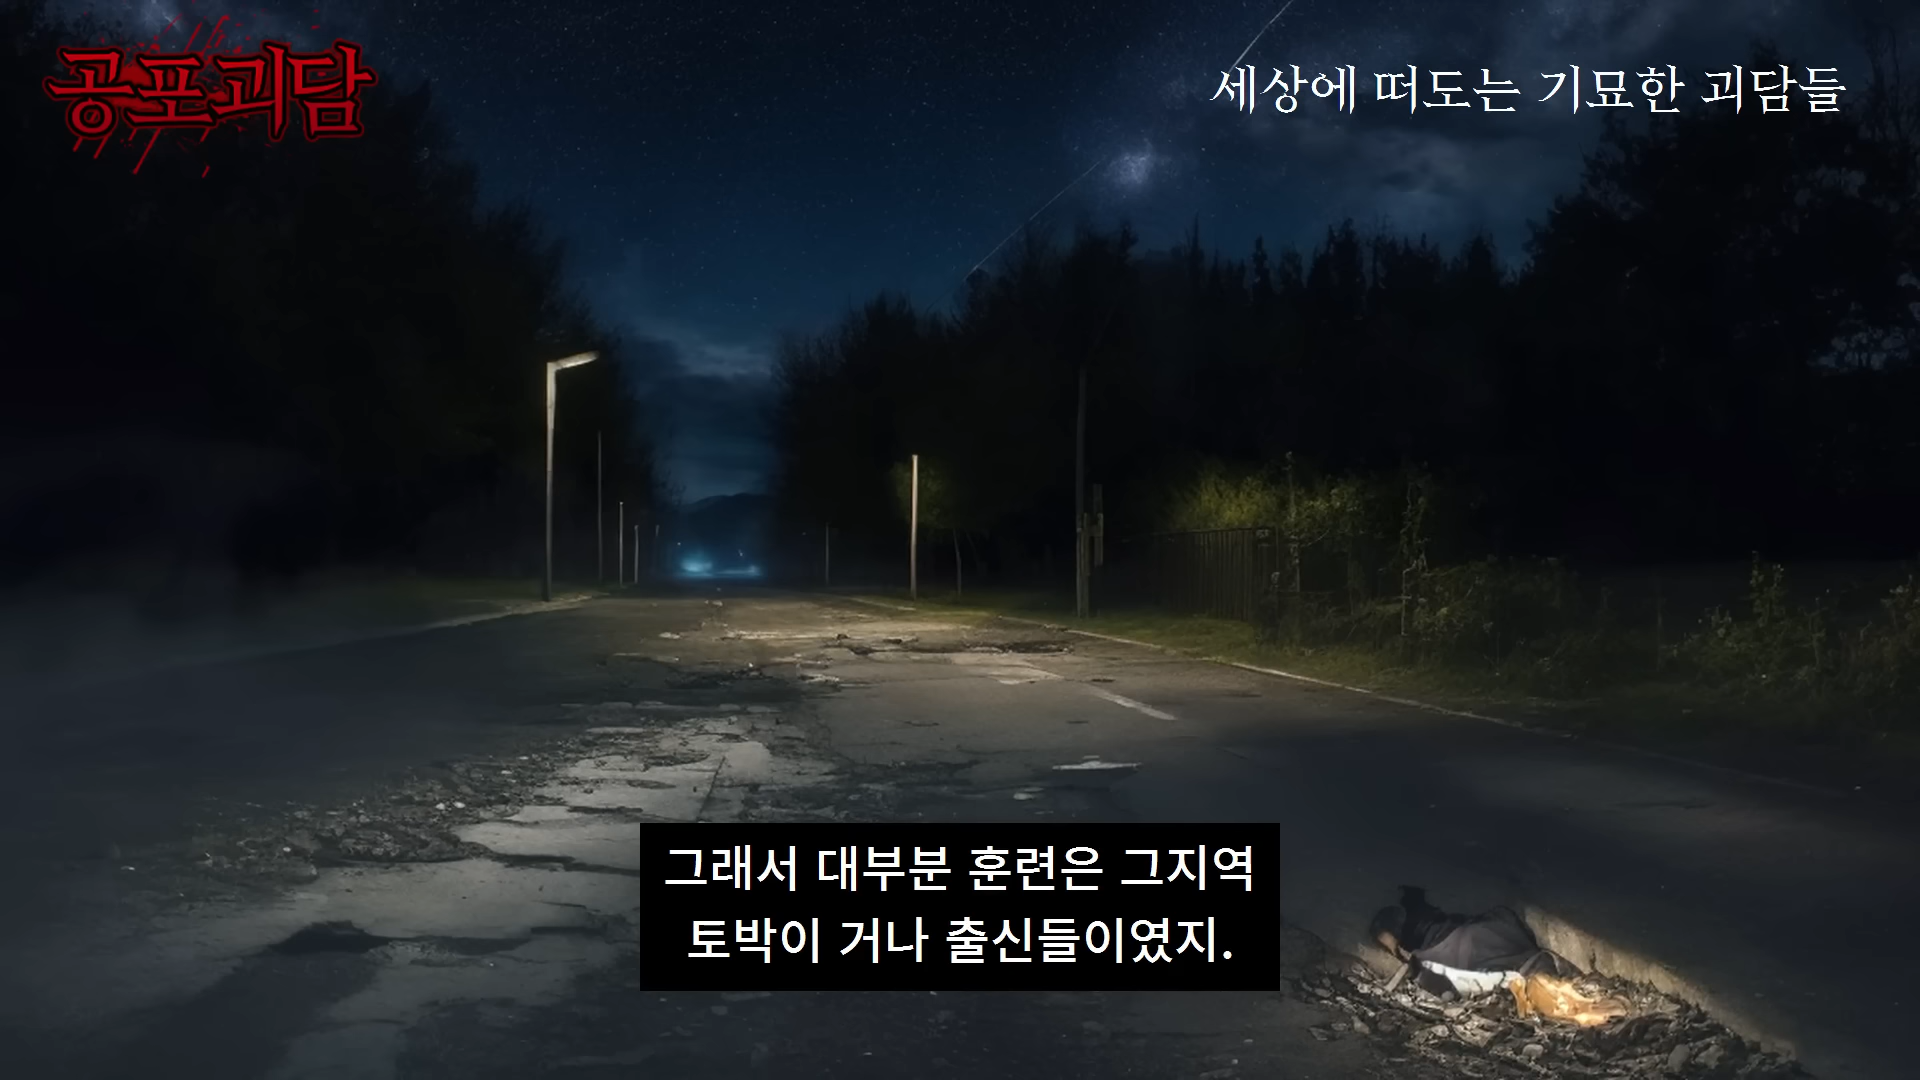 공포괴담
세상에 떠도는 기묘한 괴담들
그래서 대부분 훈련은 그지역
토박이 거나 출신들이였지.